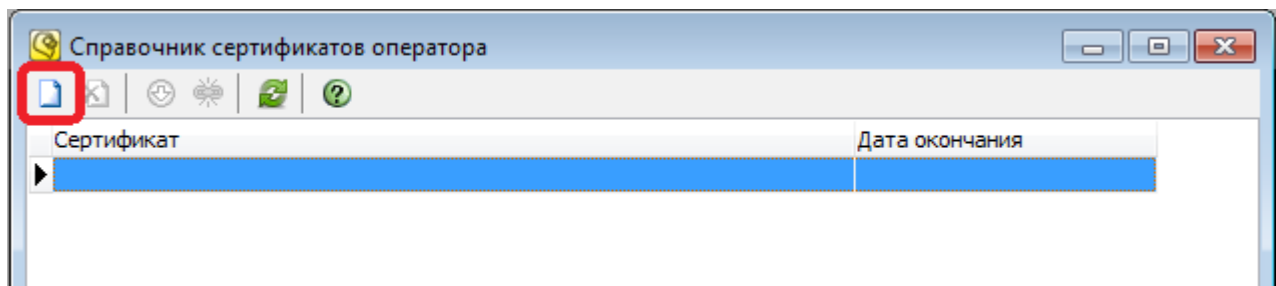 Справочник сертификатов оператора
Сертификат Дата окончания